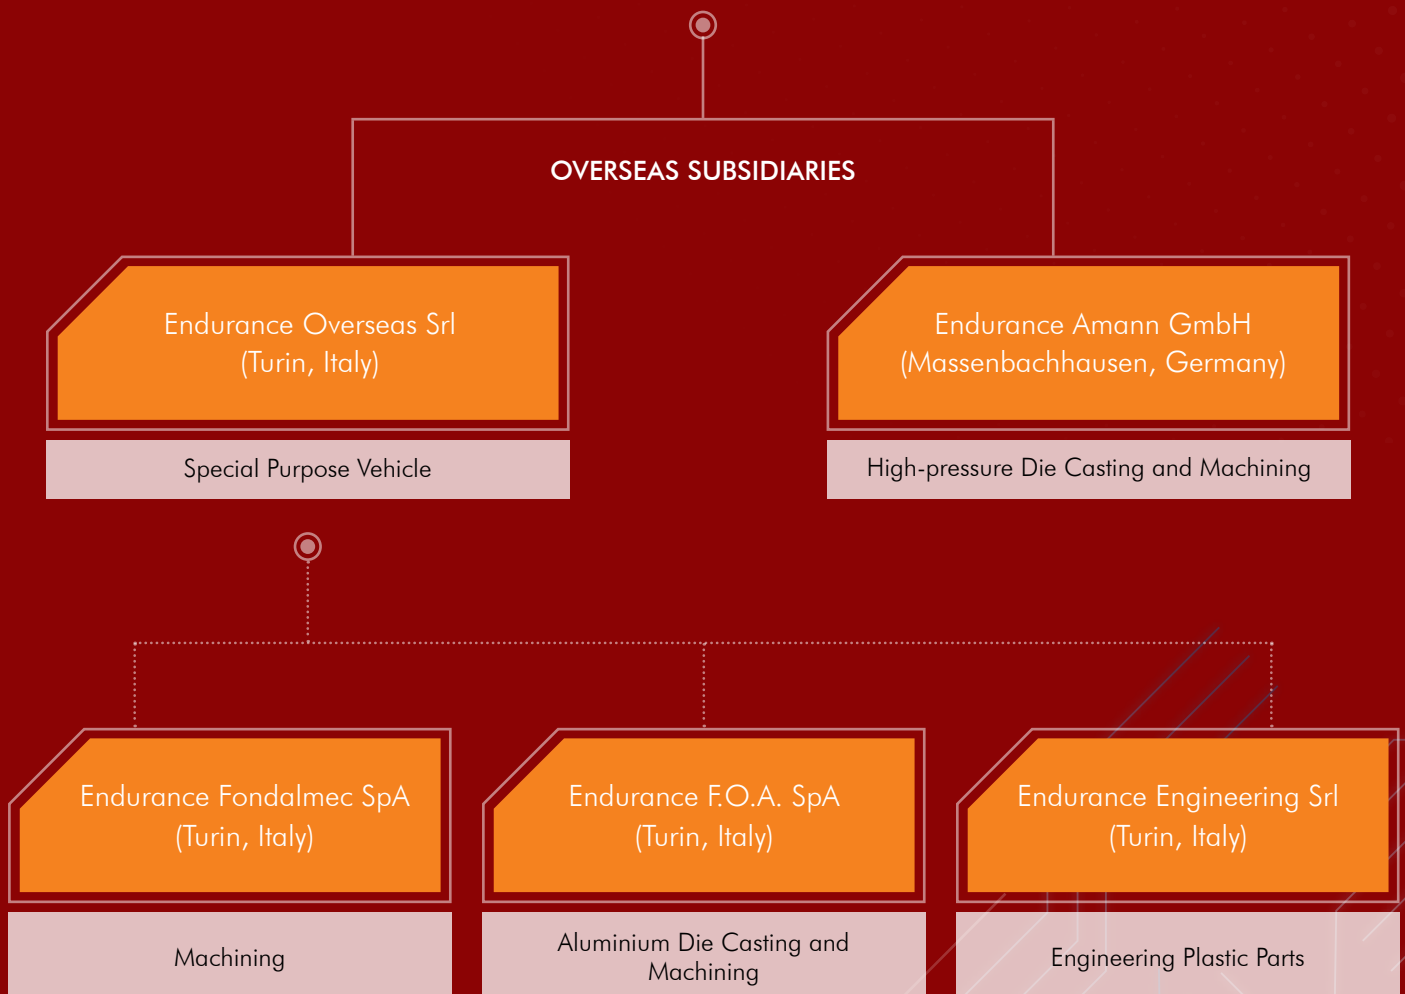 OVERSEAS SUBSIDIARIES
Endurance Overseas Srl
(Turin, Italy)
Special Purpose Vehicle
Endurance Amann GmbH
(Massenbachhausen, Germany)
High-pressure Die Casting and Machining
Endurance Fondalmec SpA
(Turin, Italy)
Machining
Endurance F.O.A. SpA
(Turin, Italy)
Aluminium Die Casting and
Machining
Endurance Engineering Srl
(Turin, Italy)
Engineering Plastic Parts